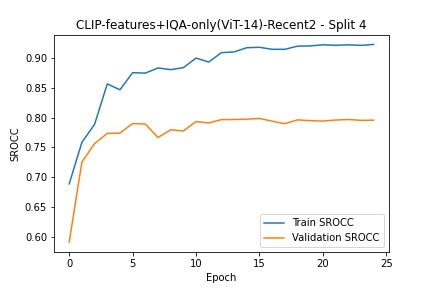 CLIP-features+IQA-only(ViT-14)-Recent2 - Split 4
SROCC
0.90
0.85
0.80
0.75
0.70
0.65
0.60
Train SROCC
Validation SROCC
0 5 10 15 20 25
Epoch